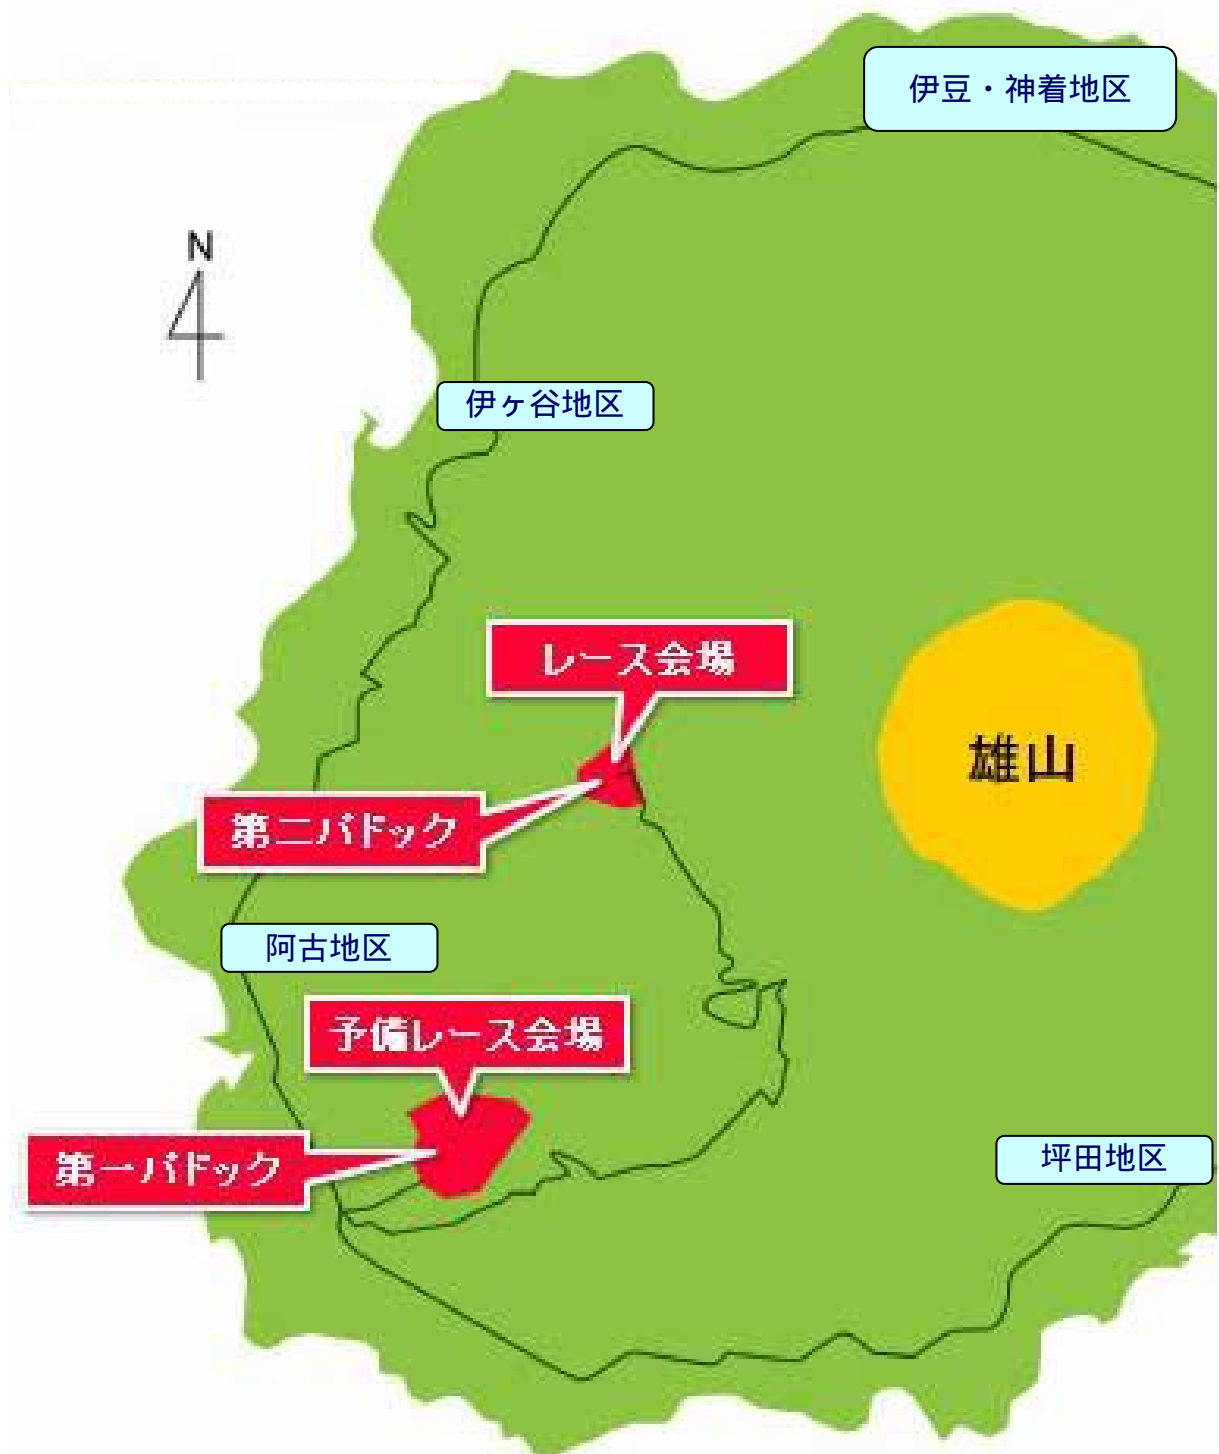 伊豆・神着地区
N
伊ヶ谷地区
レース会場
雄山
第二パドック
阿古地区
予備レース会場
第一パドック
坪田地区